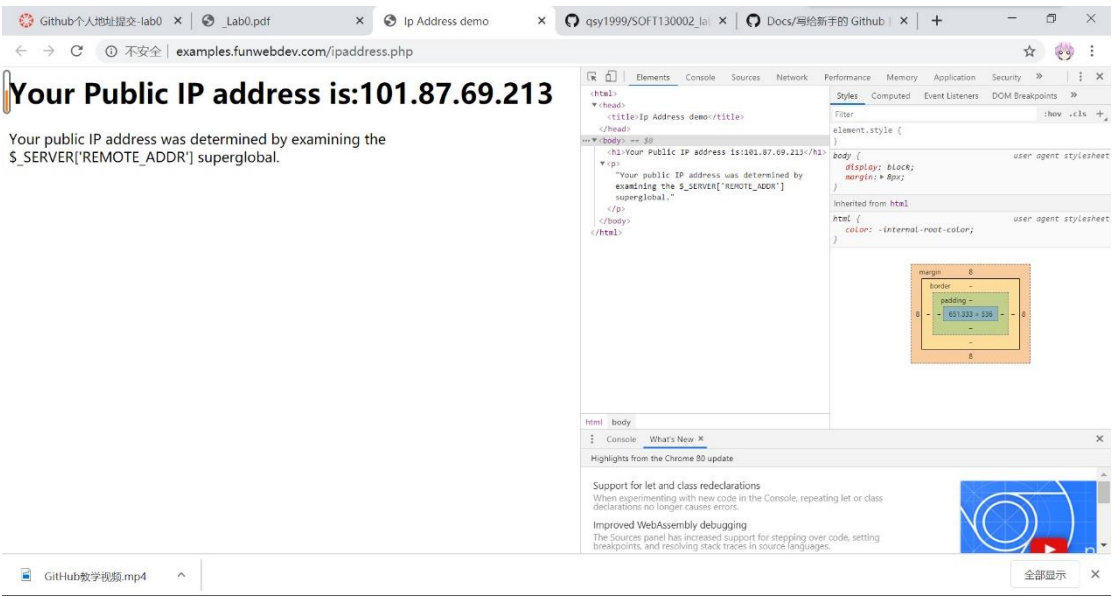 Github个人地址提交-lab0
_Lab0.pdf
Ip Address demo
qsy1999/SOFT130002_lab
Docs/写给新手的 Github
不安全 | examples.funwebdev.com/ipaddress.php
Your Public IP address is:101.87.69.213
Your public IP address was determined by examining the
$_SERVER['REMOTE_ADDR'] superglobal.
Elements Console Sources Network Performance Memory Application Security »
<html>
▼<head>
<title>Ip Address demo</title>
</head>
···▼<body> == $0
<h1>Your Public IP address is:101.87.69.213</h1>
▼<p>
"Your public IP address was determined by
examining the $_SERVER['REMOTE_ADDR']
superglobal."
</p>
</body>
</html>
html body
Styles Computed Event Listeners DOM Breakpoints »
Filter :hov .cls +
element.style {
}
body { user agent stylesheet
display: block;
margin:▶ 8px;
}
Inherited from html
html { user agent stylesheet
color: -internal-root-color;
}
margin 8
border –
padding –
8 – – 651.333 × 536 – – 8
–
–
8
Console What's New ×
Highlights from the Chrome 80 update
Support for let and class redeclarations
When experimenting with new code in the Console, repeating let or class
declarations no longer causes errors.
Improved WebAssembly debugging
The Sources panel has increased support for stepping over code, setting
breakpoints, and resolving stack traces in source languages.
GitHub教学视频.mp4
全部显示